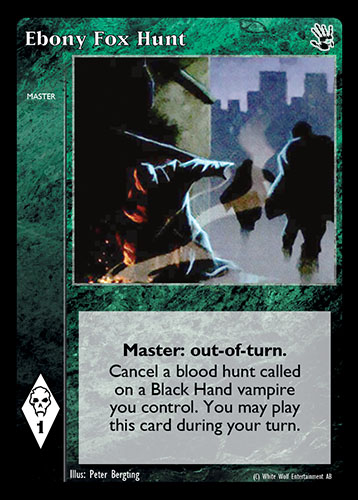 Ebony Fox Hunt
MASTER
Master: out-of-turn.
Cancel a blood hunt called
on a Black Hand vampire
you control. You may play
this card during your turn.
1
Illus: Peter Bergting
(C) White Wolf Entertainment AB